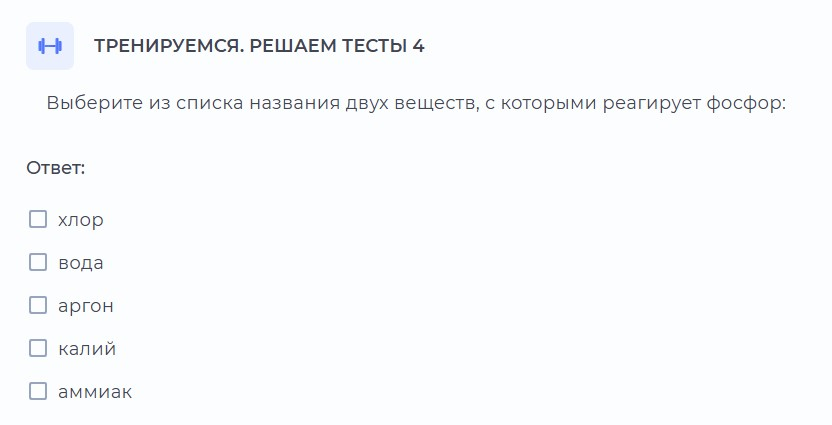 ТРЕНИРУЕМСЯ. РЕШАЕМ ТЕСТЫ 4
Выберите из списка названия двух веществ, с которыми реагирует фосфор:
Ответ:
хлор
вода
аргон
калий
аммиак